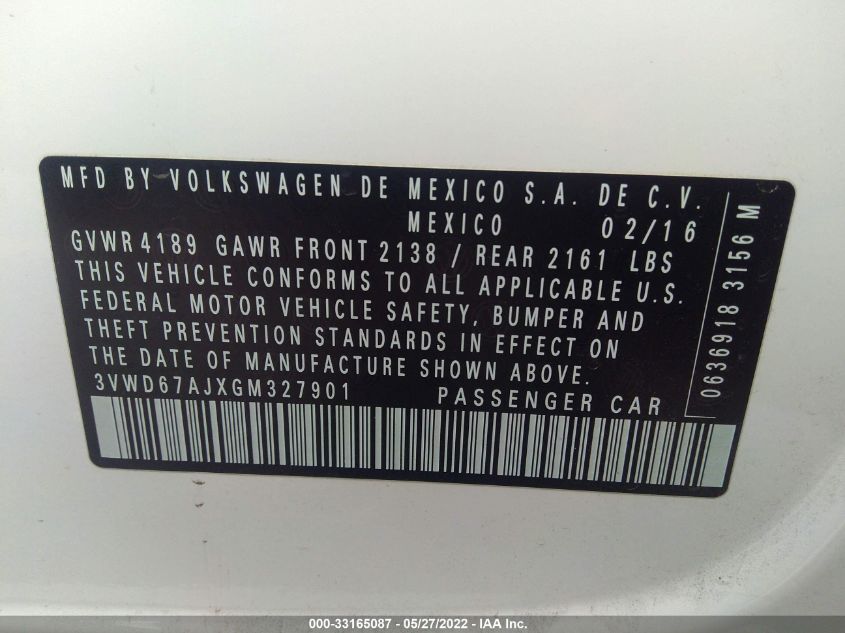 MFD BY VOLKSWAGEN DE MEXICO S.A. DE C.V.
MEXICO 02/16
GVWR 4189 GAWR FRONT 2138 / REAR 2161 LBS
THIS VEHICLE CONFORMS TO ALL APPLICABLE U.S.
FEDERAL MOTOR VEHICLE SAFETY, BUMPER AND
THEFT PREVENTION STANDARDS IN EFFECT ON
THE DATE OF MANUFACTURE SHOWN ABOVE.
3VWD67AJXGM327901 PASSENGER CAR
0636918 3156 M
000-33165087 - 05/27/2022 - IAA Inc.